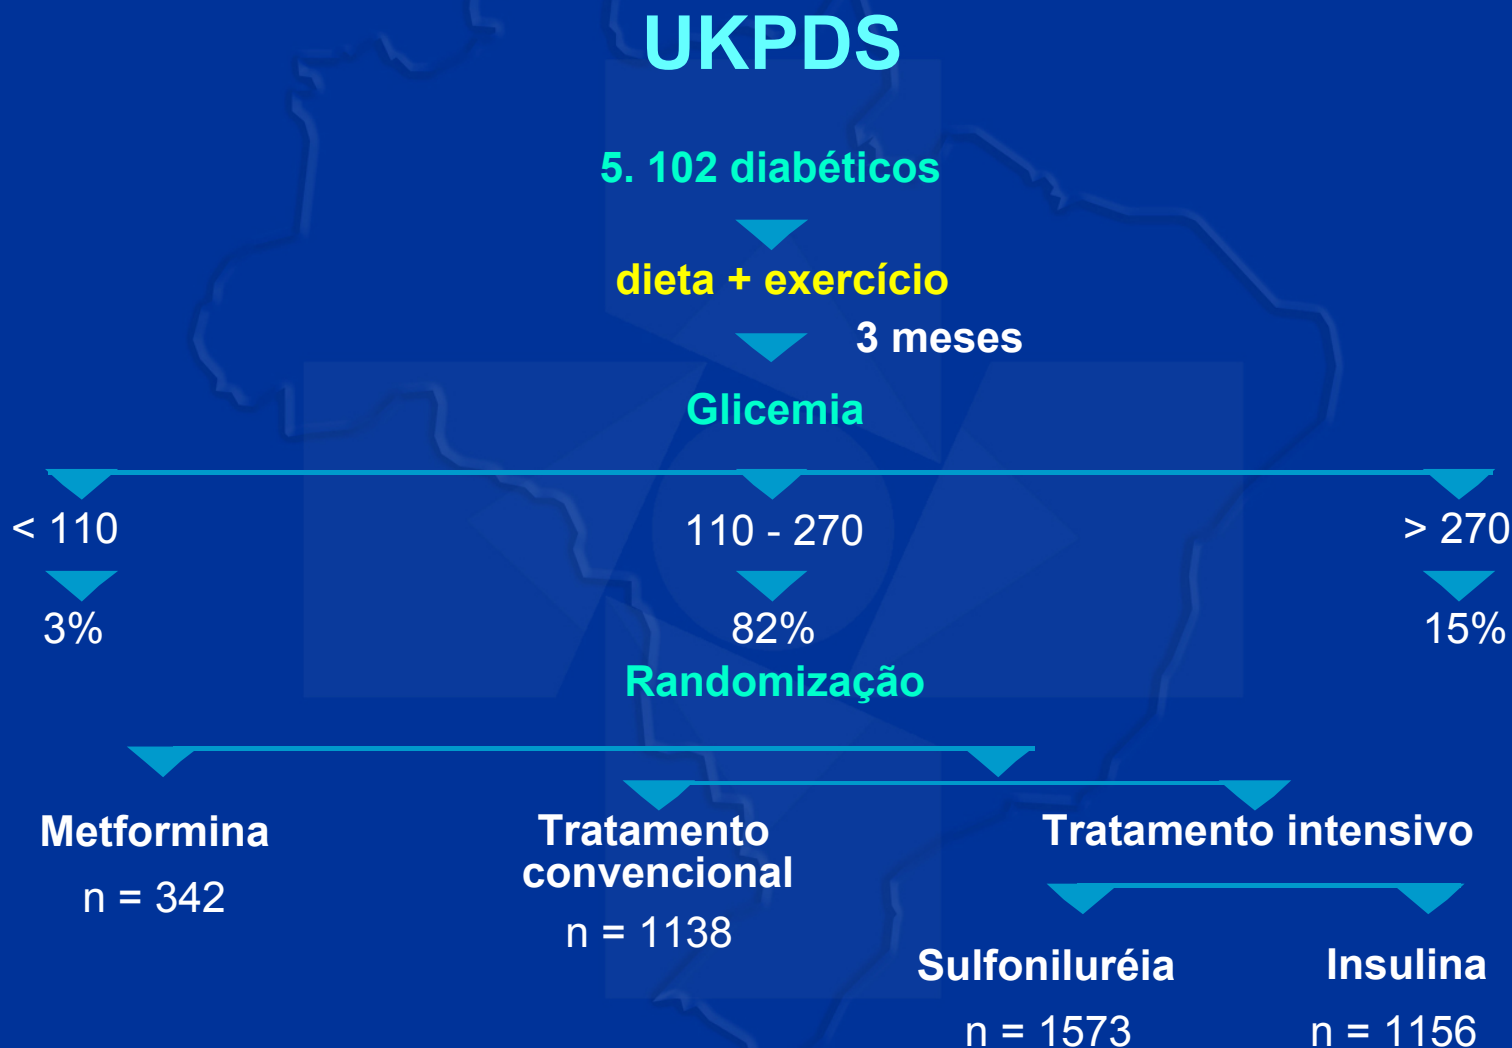 UKPDS
5. 102 diabéticos
dieta + exercício
3 meses
Glicemia
< 110
110 - 270
> 270
3%
82%
15%
Randomização
Metformina
n = 342
Tratamento
convencional
n = 1138
Tratamento intensivo
Sulfoniluréia
n = 1573
Insulina
n = 1156